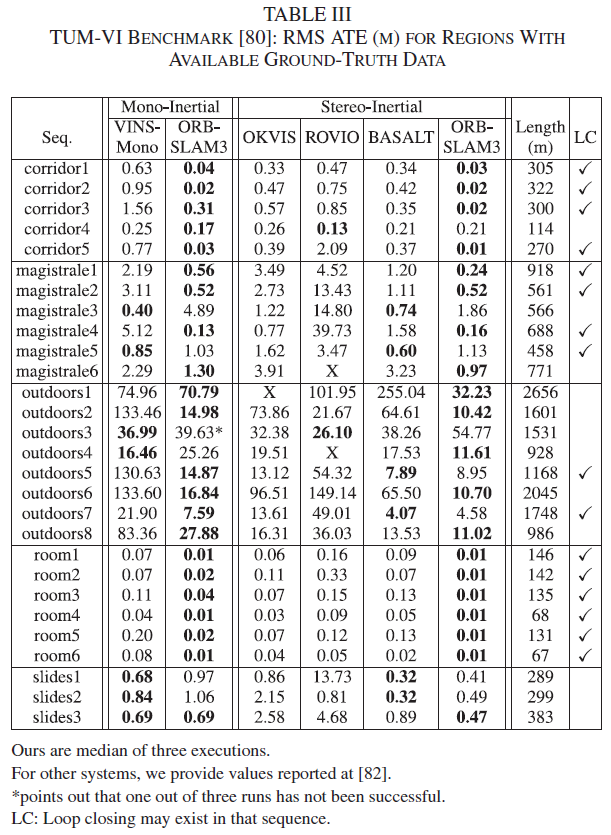 TABLE III
TUM-VI BENCHMARK [80]: RMS ATE (M) FOR REGIONS WITH
AVAILABLE GROUND-TRUTH DATA
Mono-Inertial Stereo-Inertial
Seq. VINS-Mono ORB-SLAM3 OKVIS ROVIO BASALT ORB-SLAM3 Length (m) LC
corridor1 0.63 0.04 0.33 0.47 0.34 0.03 305 ✓
corridor2 0.95 0.02 0.47 0.75 0.42 0.02 322 ✓
corridor3 1.56 0.31 0.57 0.85 0.35 0.02 300 ✓
corridor4 0.25 0.17 0.26 0.13 0.21 0.21 114
corridor5 0.77 0.03 0.39 2.09 0.37 0.01 270 ✓
magistrale1 2.19 0.56 3.49 4.52 1.20 0.24 918 ✓
magistrale2 3.11 0.52 2.73 13.43 1.11 0.52 561 ✓
magistrale3 0.40 4.89 1.22 14.80 0.74 1.86 566
magistrale4 5.12 0.13 0.77 39.73 1.58 0.16 688 ✓
magistrale5 0.85 1.03 1.62 3.47 0.60 1.13 458 ✓
magistrale6 2.29 1.30 3.91 X 3.23 0.97 771
outdoors1 74.96 70.79 X 101.95 255.04 32.23 2656
outdoors2 133.46 14.98 73.86 21.67 64.61 10.42 1601
outdoors3 36.99 39.63* 32.38 26.10 38.26 54.77 1531
outdoors4 16.46 25.26 19.51 X 17.53 11.61 928
outdoors5 130.63 14.87 13.12 54.32 7.89 8.95 1168 ✓
outdoors6 133.60 16.84 96.51 149.14 65.50 10.70 2045
outdoors7 21.90 7.59 13.61 49.01 4.07 4.58 1748 ✓
outdoors8 83.36 27.88 16.31 36.03 13.53 11.02 986
room1 0.07 0.01 0.06 0.16 0.09 0.01 146 ✓
room2 0.07 0.02 0.11 0.33 0.07 0.01 142 ✓
room3 0.11 0.04 0.07 0.15 0.13 0.01 135 ✓
room4 0.04 0.01 0.03 0.09 0.05 0.01 68 ✓
room5 0.20 0.02 0.07 0.12 0.13 0.01 131 ✓
room6 0.08 0.01 0.04 0.05 0.02 0.01 67 ✓
slides1 0.68 0.97 0.86 13.73 0.32 0.41 289
slides2 0.84 1.06 2.15 0.81 0.32 0.49 299
slides3 0.69 0.69 2.58 4.68 0.89 0.47 383
Ours are median of three executions.
For other systems, we provide values reported at [82].
*points out that one out of three runs has not been successful.
LC: Loop closing may exist in that sequence.